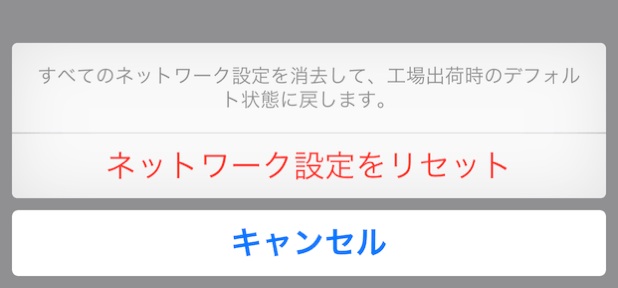 すべてのネットワーク設定を消去して、工場出荷時のデフォル
ト状態に戻します。
ネットワーク設定をリセット
キャンセル